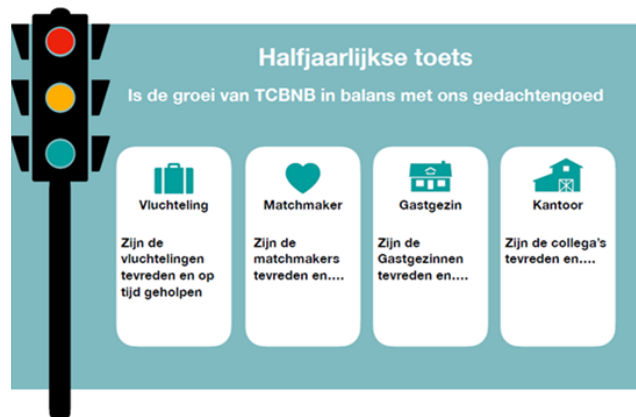 Halfjaarlijkse toets
Is de groei van TCBNB in balans met ons gedachtengoed
Vluchteling
Zijn de
vluchtelingen
tevreden en op
tijd geholpen
Matchmaker
Zijn de
matchmakers
tevreden en....
Gastgezin
Zijn de
Gastgezinnen
tevreden en....
Kantoor
Zijn de collega's
tevreden en....